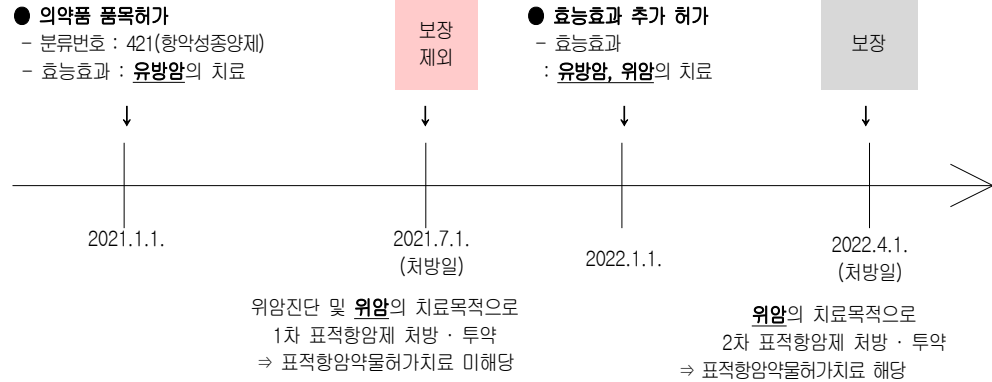 ● 의약품 품목허가
- 분류번호 : 421(항악성종양제)
- 효능효과 : 유방암의 치료
보장
제외
● 효능효과 추가 허가
- 효능효과
: 유방암, 위암의 치료
보장
2021.1.1.
2021.7.1.
(처방일)
위암진단 및 위암의 치료목적으로
1차 표적항암제 처방 · 투약
⇒ 표적항암약물허가치료 미해당
2022.1.1.
2022.4.1.
(처방일)
위암의 치료목적으로
2차 표적항암제 처방 · 투약
⇒ 표적항암약물허가치료 해당